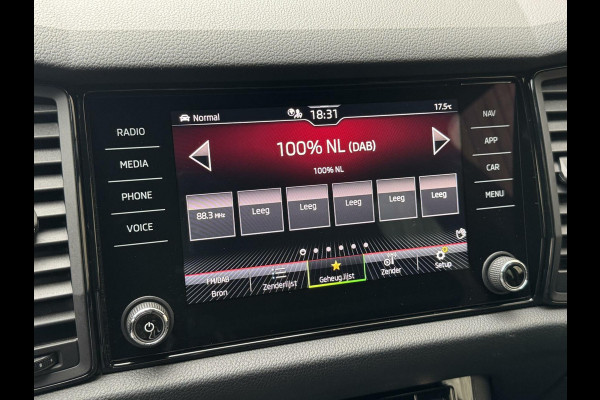 Normal
18:31
17.5°C
RADIO
MEDIA
PHONE
VOICE
NAV
APP
CAR
MENU
100% NL (DAB)
100% NL
88.3 MHz
Leeg
Leeg
Leeg
Leeg
Leeg
FM/DAB
Bron
Zenderlijst
Geheug.lijst
Zender
Setup